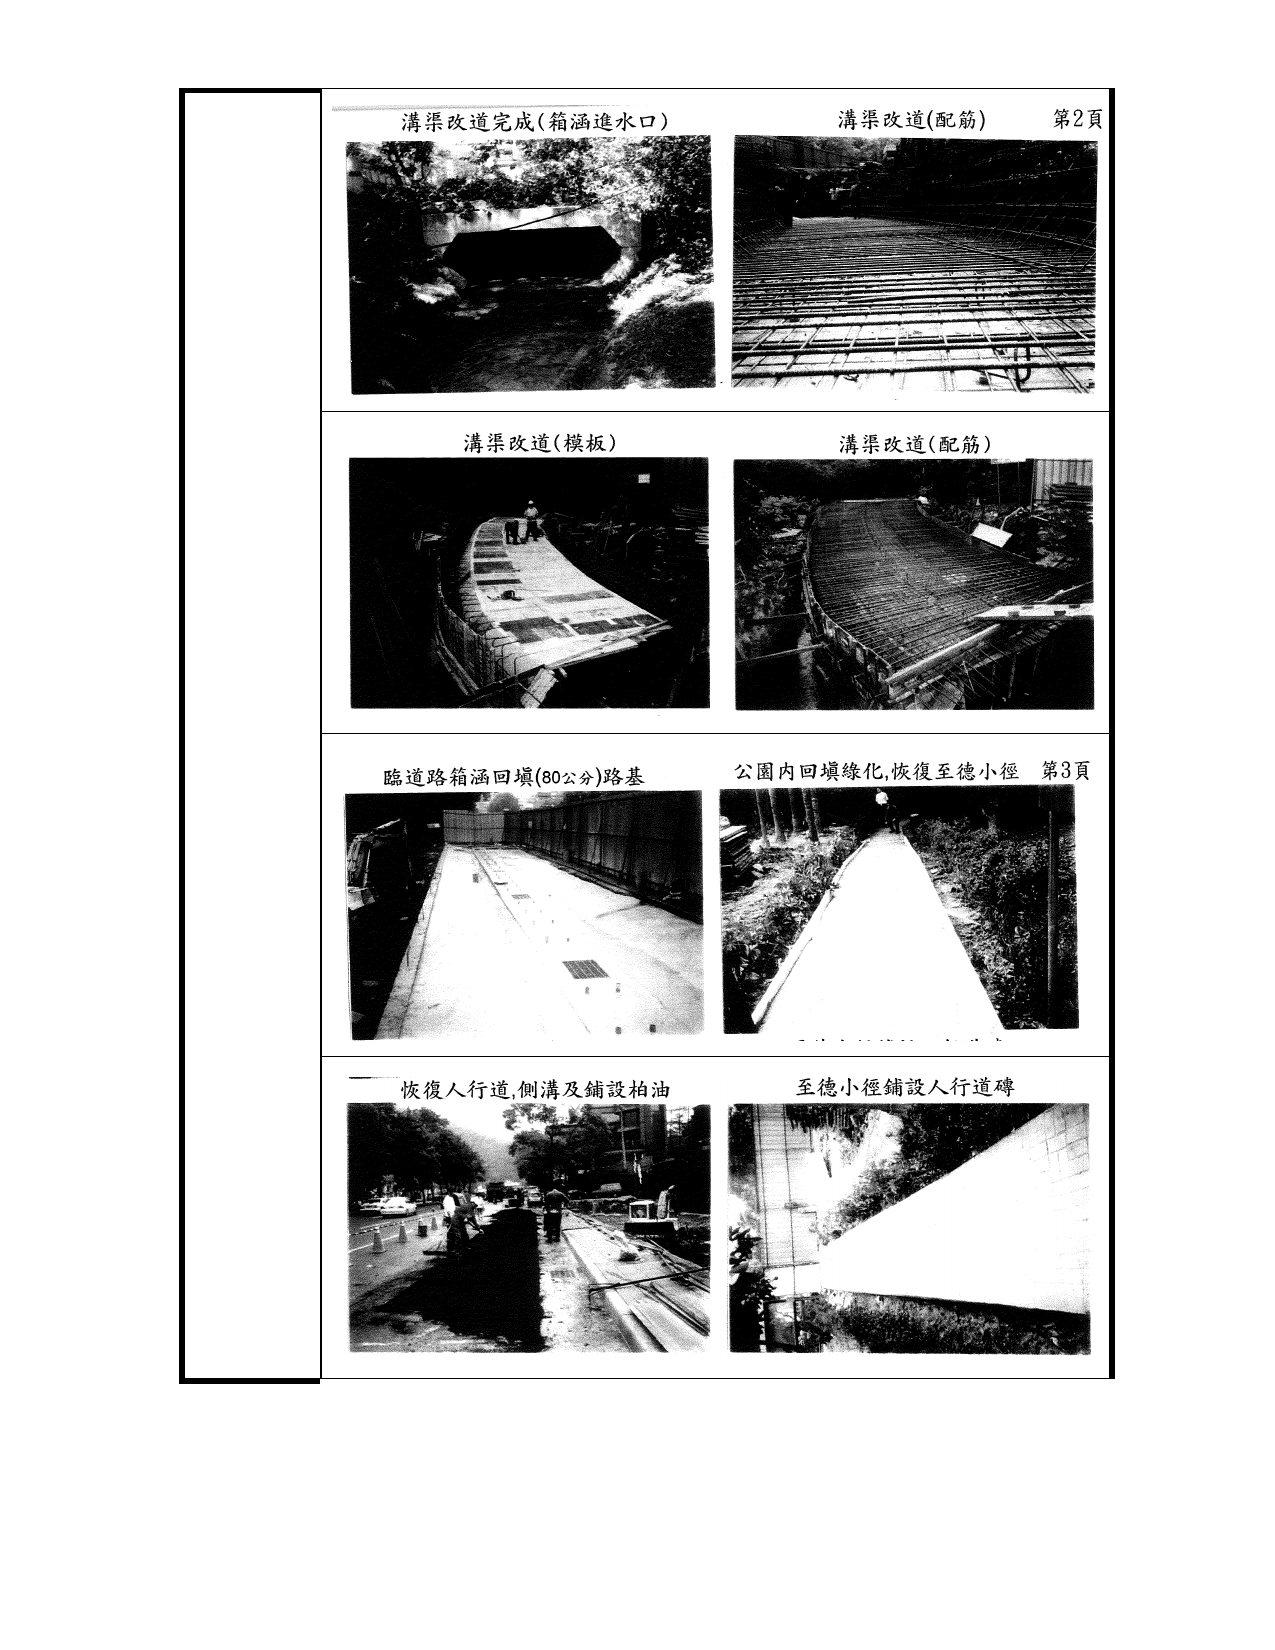 溝渠改道完成(箱涵進水口)
溝渠改道(配筋)
第2頁
溝渠改道(模板)
溝渠改道(配筋)
臨道路箱涵回填(80公分)路基
公園內回填綠化,恢復至德小徑
第3頁
恢復人行道,側溝及鋪設柏油
至德小徑鋪設人行道磚